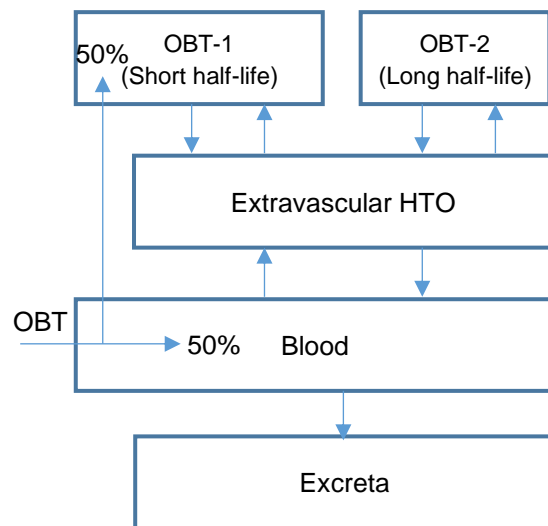 OBT-1
50%
(Short half-life)
OBT-2
(Long half-life)
Extravascular HTO
OBT
50%
Blood
Excreta